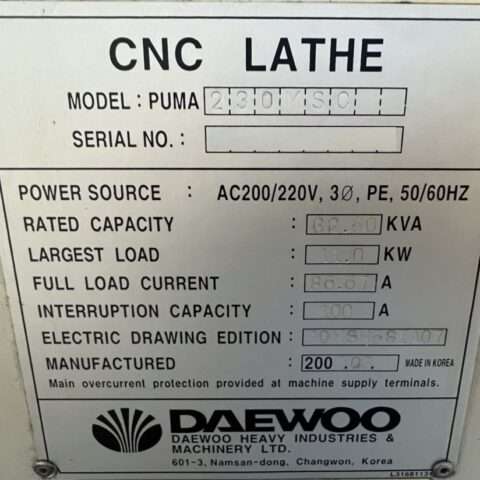 CNC LATHE
MODEL : PUMA 230MSC
SERIAL NO. :
POWER SOURCE : AC200/220V, 3Ø, PE, 50/60HZ
RATED CAPACITY : KVA
LARGEST LOAD : KW
FULL LOAD CURRENT : A
INTERRUPTION CAPACITY : A
ELECTRIC DRAWING EDITION :
MANUFACTURED : 200 MADE IN KOREA
Main overcurrent protection provided at machine supply terminals.
DAEWOO
DAEWOO HEAVY INDUSTRIES &
MACHINERY LTD.
601-3, Namsan-dong, Changwon, Korea